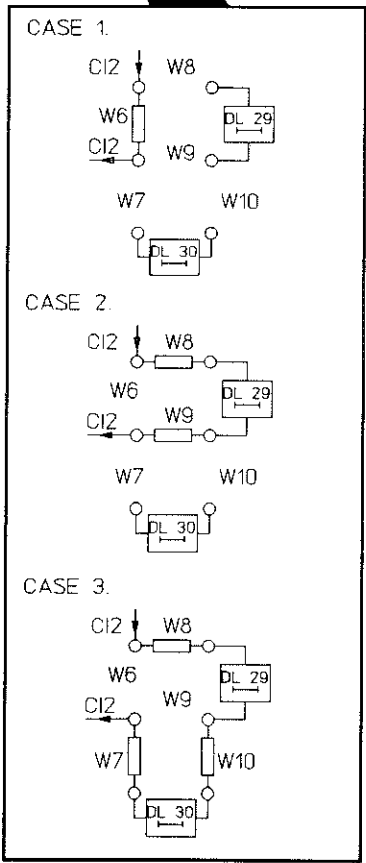 CASE 1.
CI2 W8
W6 DL 29
CI2 W9
W7 W10
DL 30
CASE 2.
CI2 W8
W6 DL 29
CI2 W9
W7 W10
DL 30
CASE 3.
CI2 W8
W6 DL 29
CI2 W9
W7 W10
DL 30